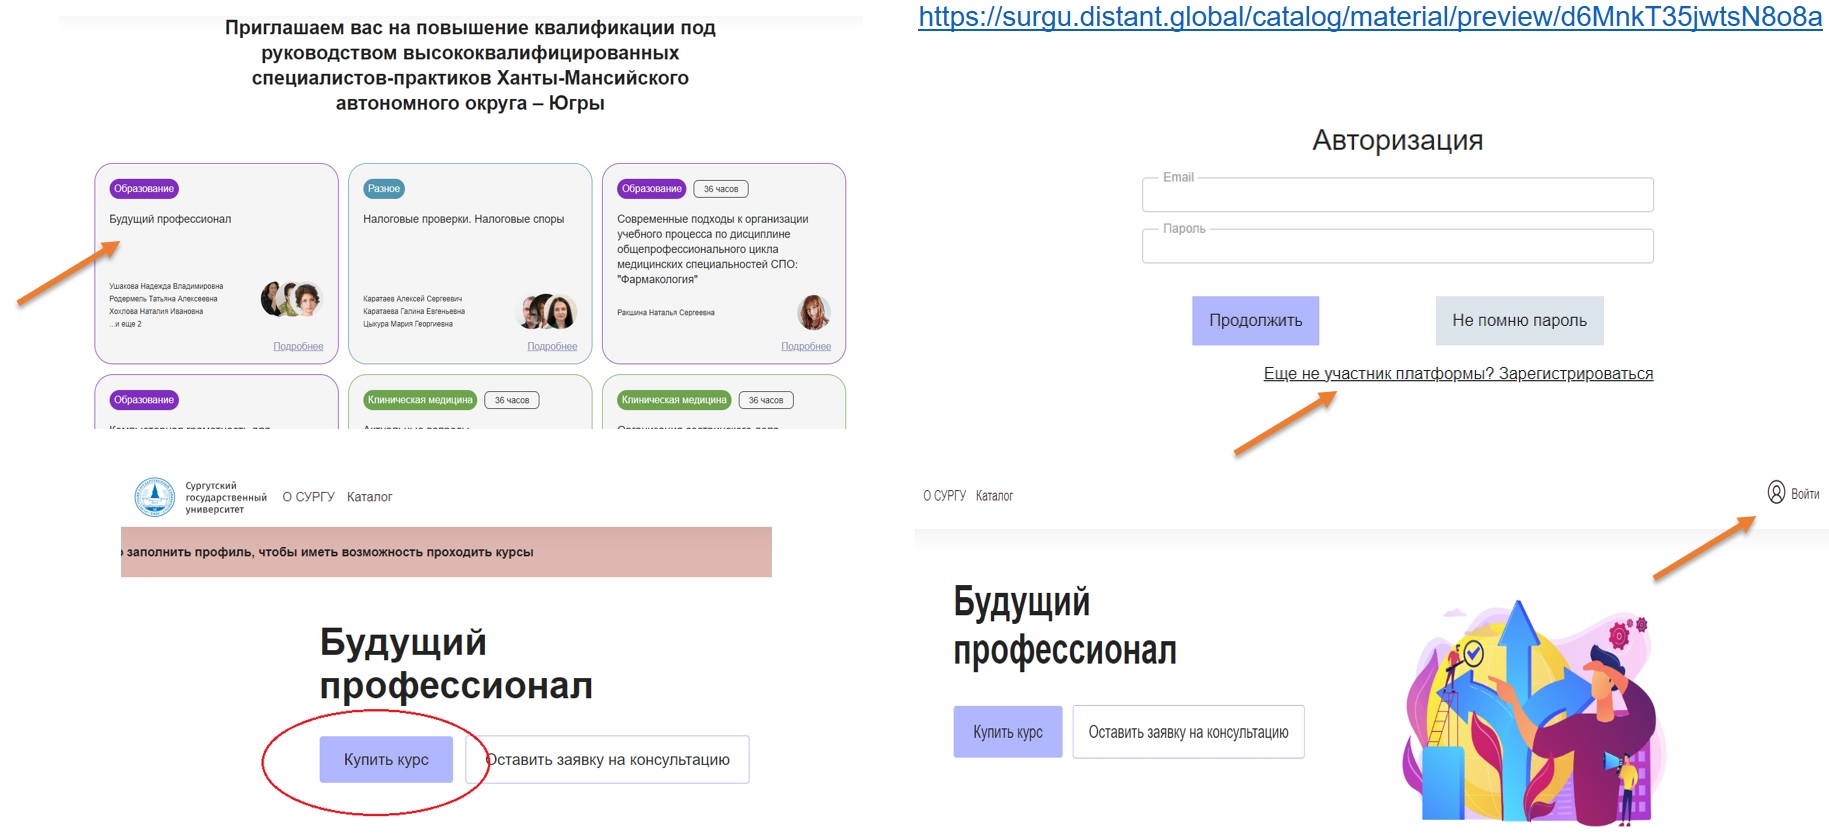 Приглашаем вас на повышение квалификации под
руководством высококвалифицированных
специалистов-практиков Ханты-Мансийского
автономного округа – Югры
Образование
Будущий профессионал
Ушакова Надежда Владимировна
Родермель Татьяна Алексеевна
Хохлова Наталия Ивановна
...и еще 2
Подробнее
Разное
Налоговые проверки. Налоговые споры
Каратаев Алексей Сергеевич
Каратаева Галина Евгеньевна
Цыкура Мария Георгиевна
Подробнее
Образование 36 часов
Современные подходы к организации
учебного процесса по дисциплине
общепрофессионального цикла
медицинских специальностей СПО:
"Фармакология"
Ракшина Наталья Сергеевна
Подробнее
Образование
Клиническая медицина 36 часов
Клиническая медицина 36 часов
https://surgu.distant.global/catalog/material/preview/d6MnkT35jwtsN8o8a
Авторизация
Email
Пароль
Продолжить
Не помню пароль
Еще не участник платформы? Зарегистрироваться
Сургутский
государственный
университет
О СУРГУ Каталог
заполнить профиль, чтобы иметь возможность проходить курсы
Будущий
профессионал
Купить курс
Оставить заявку на консультацию
О СУРГУ Каталог
Войти
Будущий
профессионал
Купить курс
Оставить заявку на консультацию